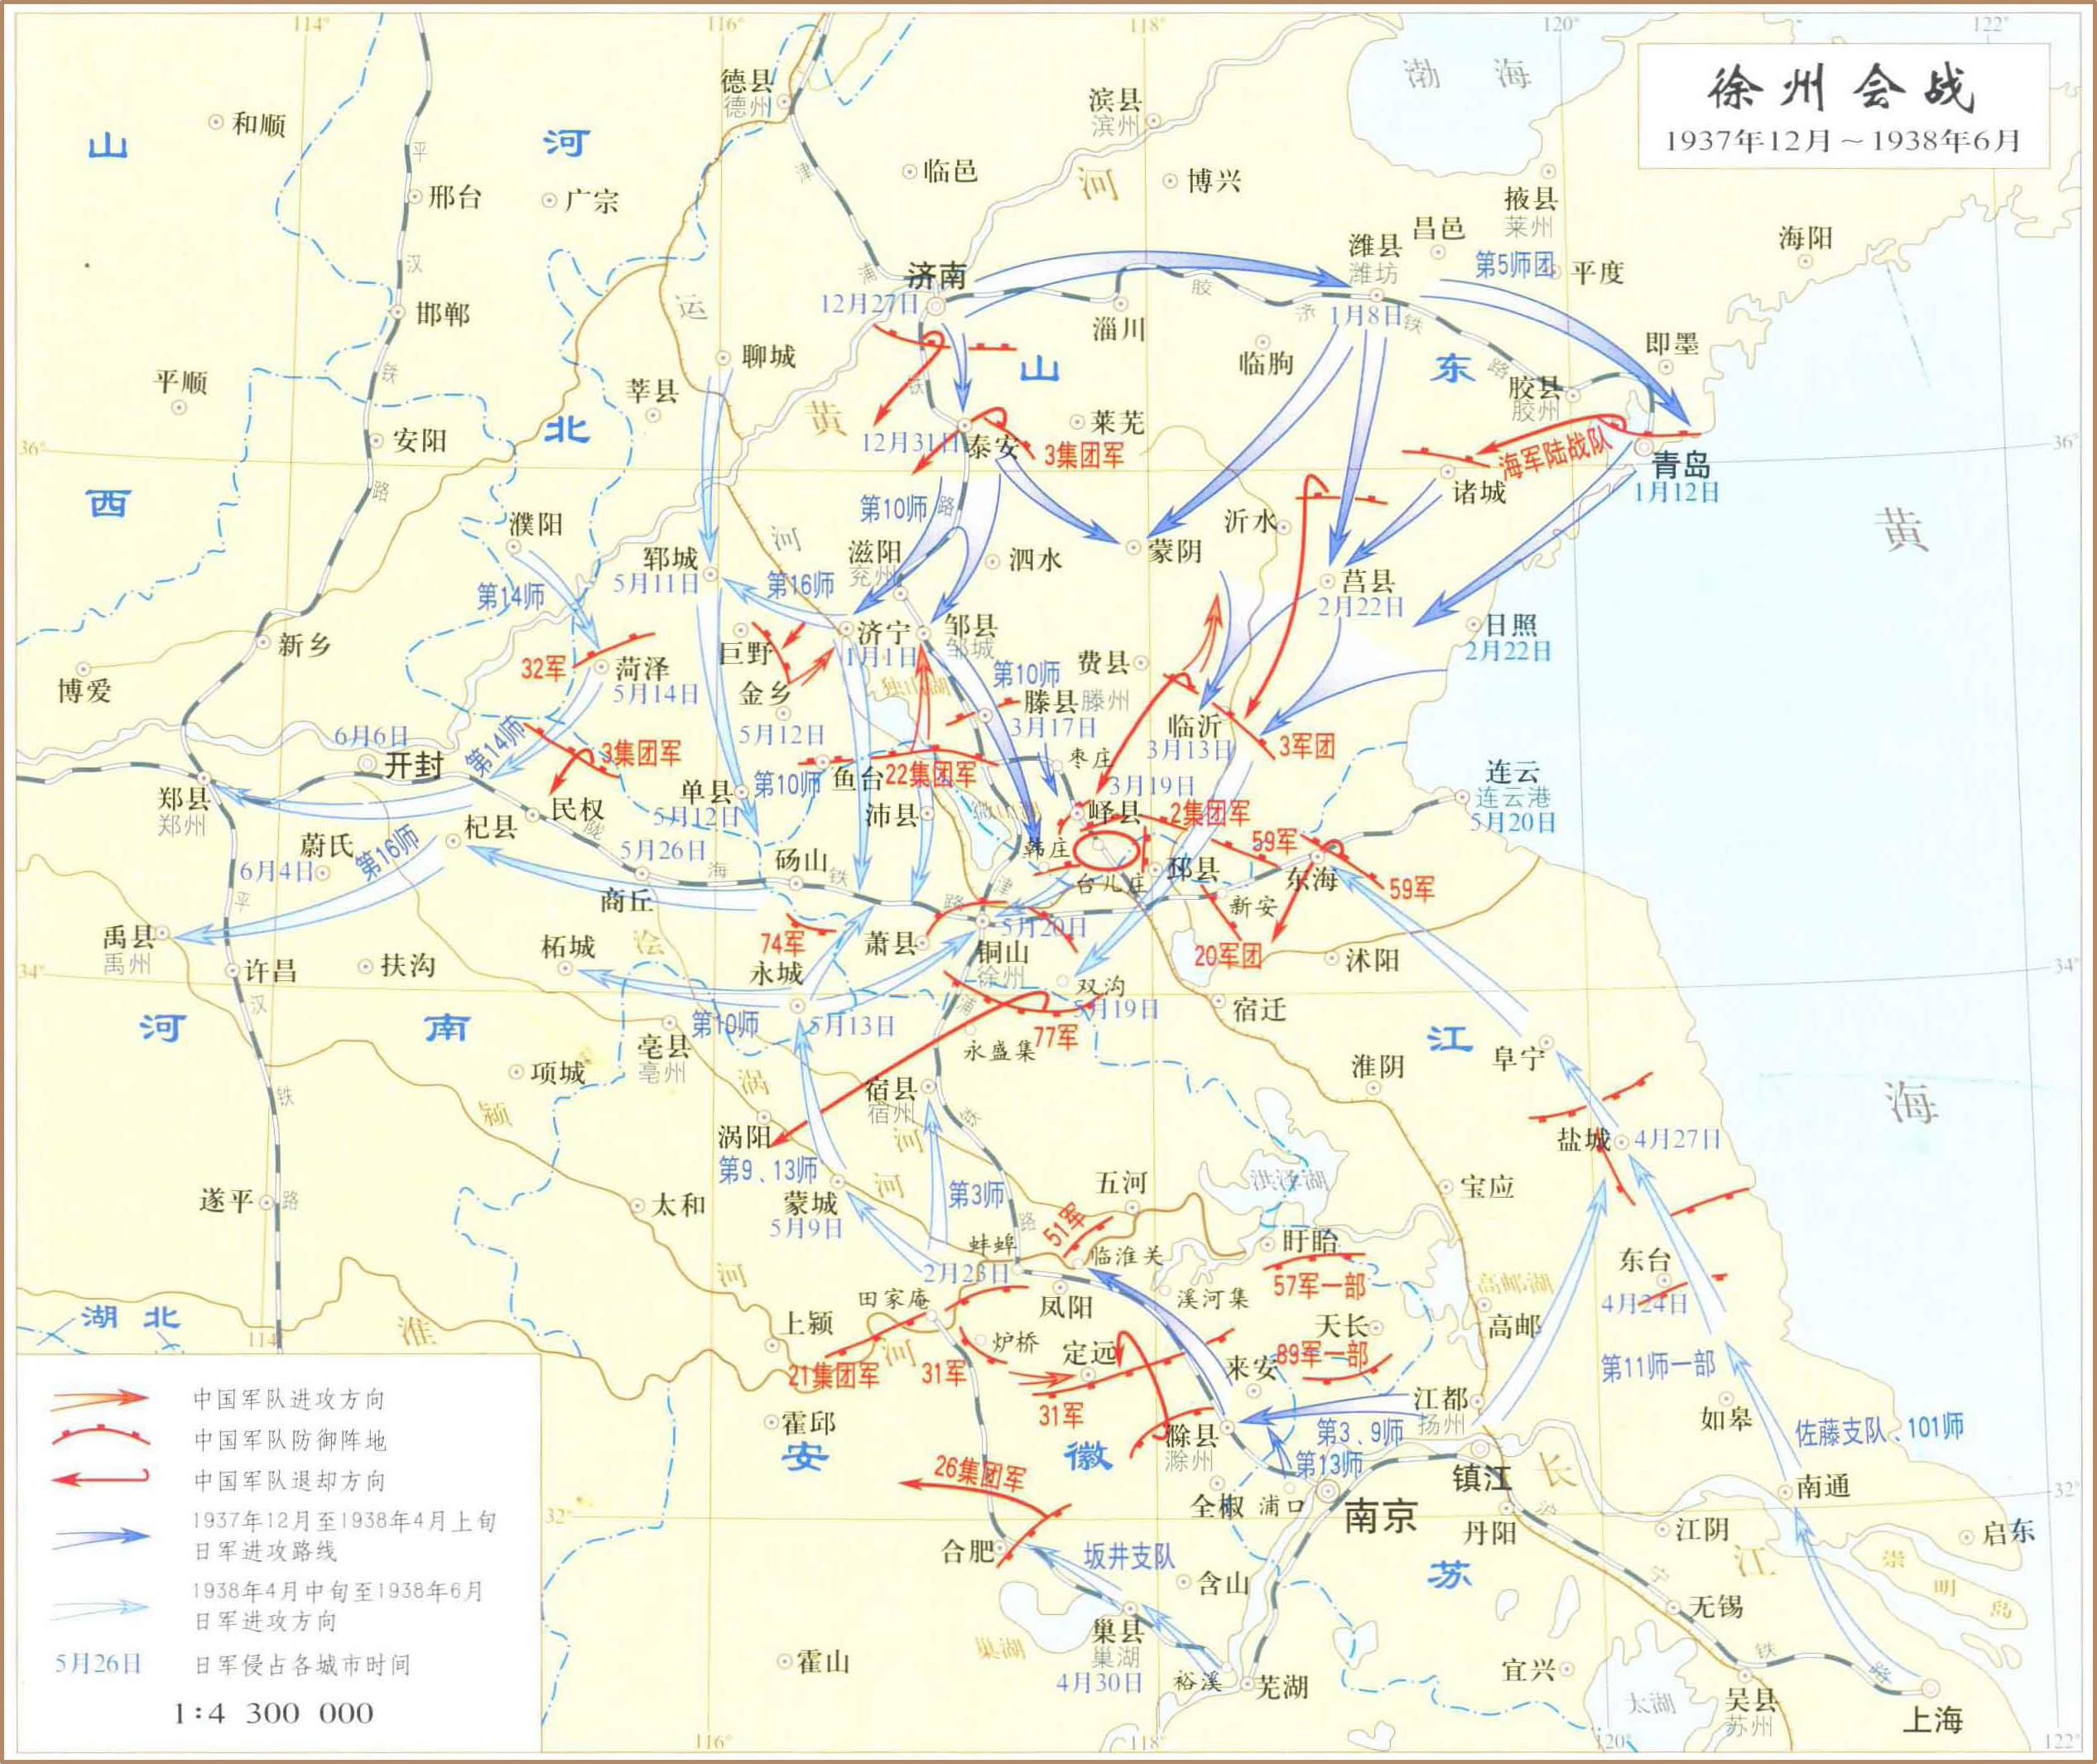 114°
116°
118°
120°
122°
徐州会战
1937年12月～1938年6月
渤海
德县
德州
滨县
滨州
和顺
山
河
平
津
临邑
河
博兴
掖县
莱州
邢台
广宗
昌邑
海阳
潍县
潍坊
第5师团
平度
汉
浦
济南
12月27日
胶
运
邯郸
淄川
济
1月8日
铁
临朐
即墨
聊城
平顺
铁
莘县
北
山
东
路
胶县
胶州
铁
黄
莱芜
12月31日
泰安
3集团军
海军陆战队
36°
安阳
36°
青岛
1月12日
诸城
西
路
第10师
路
濮阳
河
沂水
黄
郓城
5月11日
滋阳
兖州
泗水
蒙阴
第14师
第16师
莒县
2月22日
新乡
巨野
济宁
1月1日
邹县
邹城
日照
2月22日
32军
菏泽
5月14日
金乡
独山湖
第10师
费县
博爱
滕县
滕州
3月17日
临沂
3月13日
3军团
6月6日
开封
第14师
3集团军
5月12日
枣庄
3月19日
22集团军
鱼台
第10师
单县
5月12日
沛县
微山湖
峄县
2集团军
连云
连云港
5月20日
郑县
郑州
民权
陇
杞县
蔚氏
第16师
6月4日
5月26日
海
砀山
铁
韩庄
台儿庄
邳县
59军
东海
59军
平
商丘
路
津
新安
禹县
禹州
柘城
浍
74军
萧县
5月20日
铜山
徐州
20军团
沭阳
34°
许昌
扶沟
永城
双沟
5月19日
34°
汉
浦
宿迁
河
南
第10师
5月13日
77军
永盛集
江
阜宁
亳县
亳州
项城
涡
宿县
宿州
淮阴
海
铁
颍
河
铁
涡阳
盐城
4月27日
第9、13师
蒙城
5月9日
河
第3师
五河
洪泽湖
宝应
遂平
路
太和
51军
路
蚌埠
2月23日
临淮关
盱眙
57军一部
东台
4月24日
河
田家庵
凤阳
溪河集
高邮湖
高邮
湖北
淮
上颍
河
炉桥
定远
天长
89军一部
114°
21集团军
31军
31军
来安
第11师一部
江都
扬州
如皋
霍邱
安
徽
滁县
滁州
第3、9师
第13师
佐藤支队、101师
26集团军
镇江
长
南通
32°
全椒
浦口
南京
沪
32°
丹阳
江阴
启东
合肥
坂井支队
含山
苏
江
崇明岛
宁
无锡
巢县
巢湖
4月30日
巢湖
霍山
裕溪
芜湖
宜兴
铁
路
太湖
吴县
苏州
上海
中国军队进攻方向
中国军队防御阵地
中国军队退却方向
1937年12月至1938年4月上旬
日军进攻路线
1938年4月中旬至1938年6月
日军进攻方向
5月26日
日军侵占各城市时间
1:4 300 000
116°
118°
120°
122°